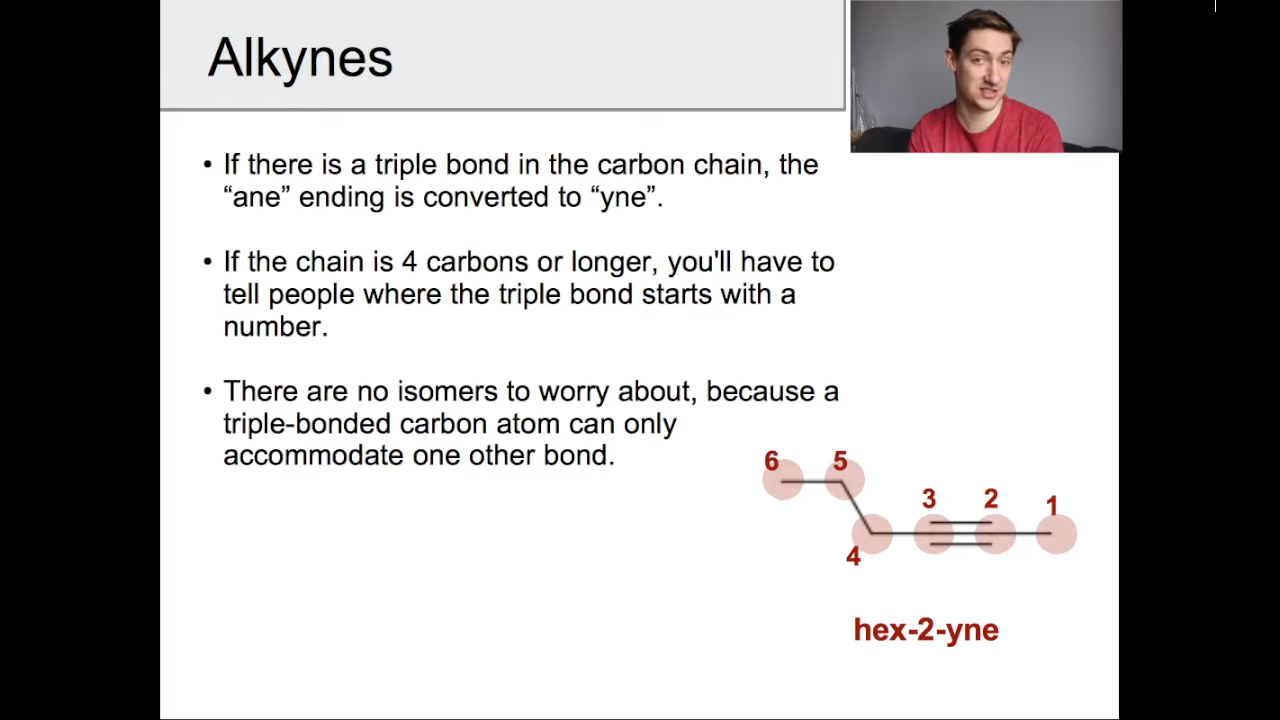 Alkynes
• If there is a triple bond in the carbon chain, the
“ane” ending is converted to “yne”.
• If the chain is 4 carbons or longer, you'll have to
tell people where the triple bond starts with a
number.
• There are no isomers to worry about, because a
triple-bonded carbon atom can only
accommodate one other bond.
6 5
3 2 1
4
hex-2-yne